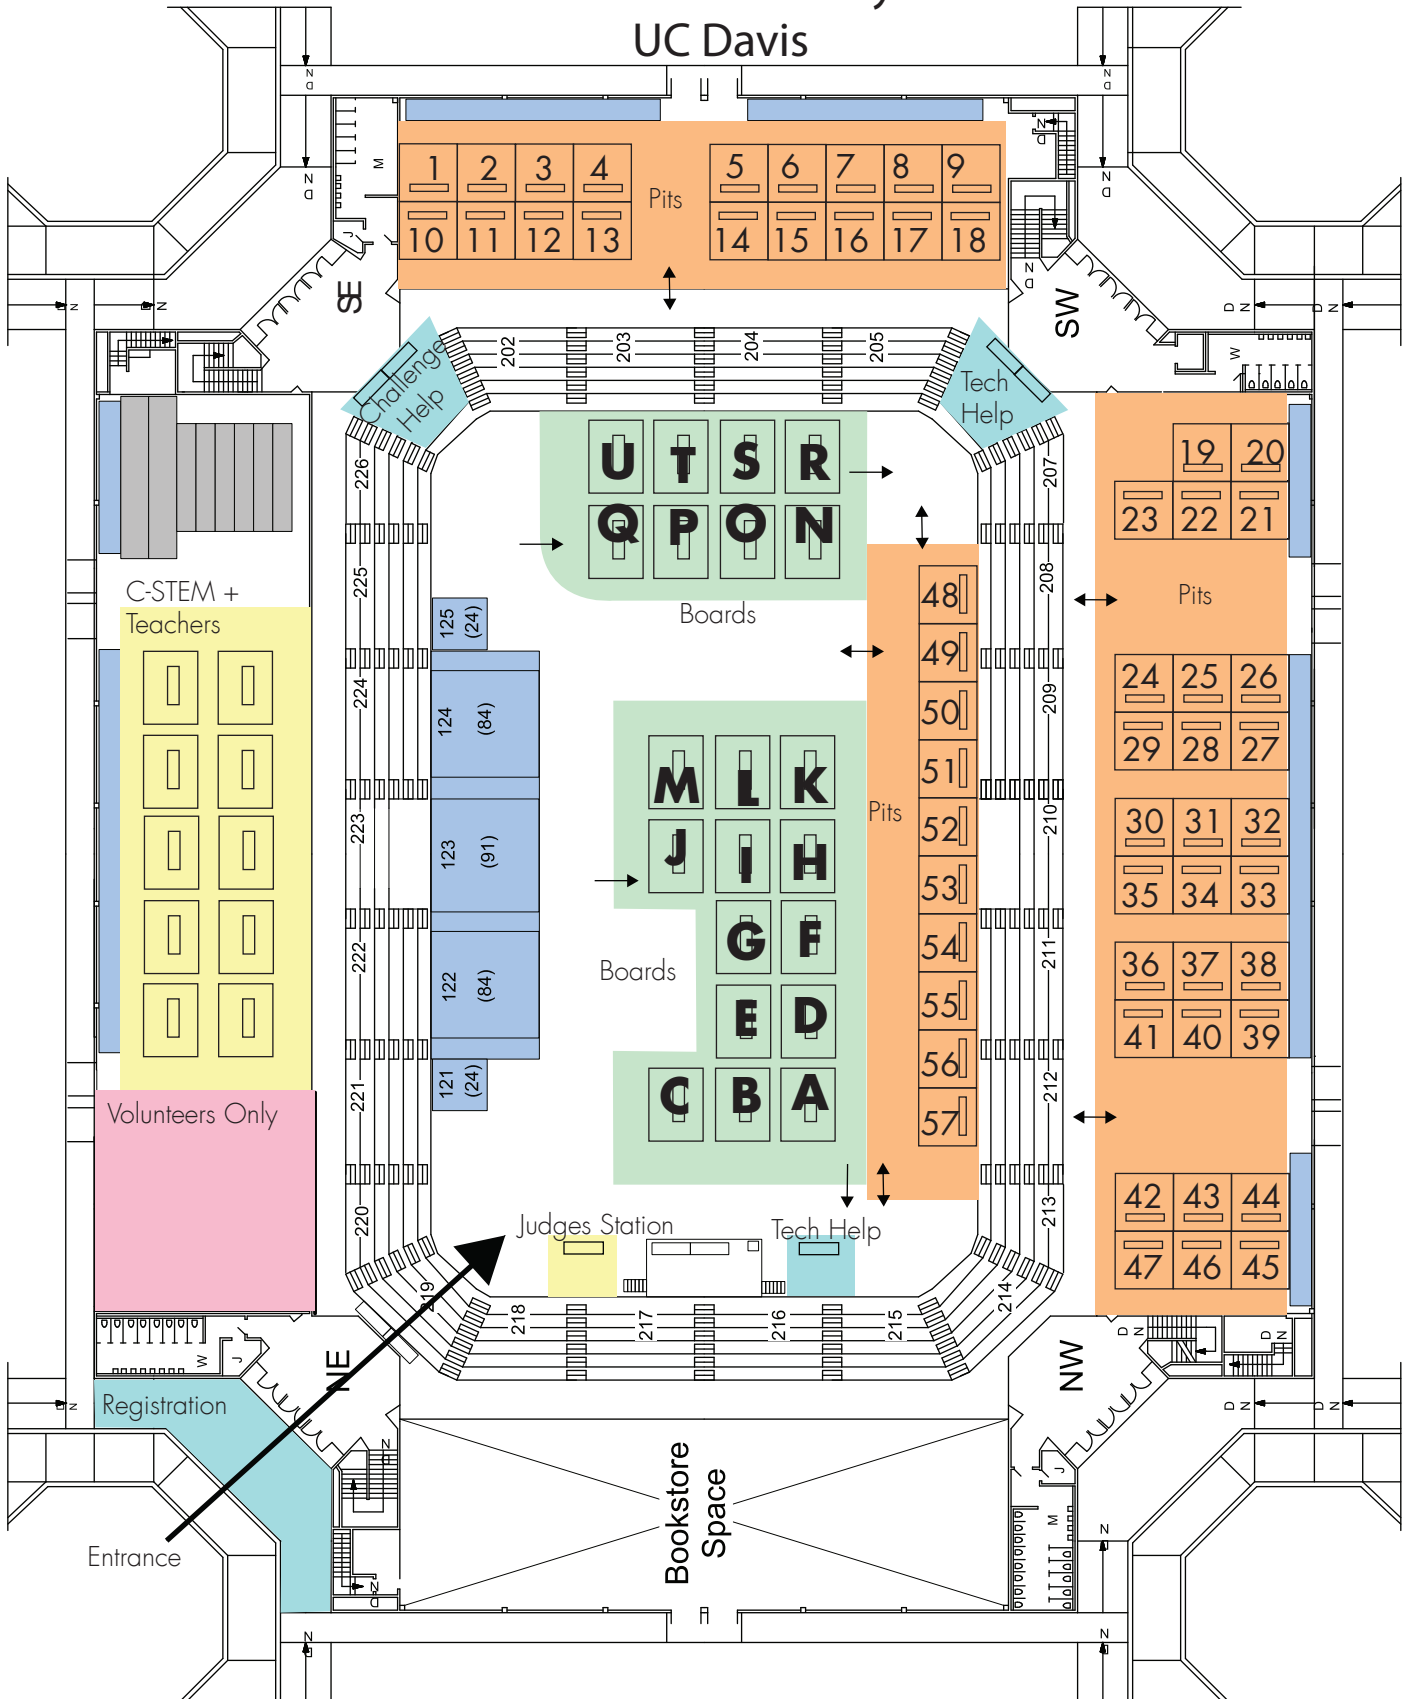 UC Davis
N
D
N
D
N
D
N
D
N
D
M
1 2 3 4
5 6 7 8 9
Pits
10 11 12 13
14 15 16 17 18
J
N
D
SE
SW
D
N
D
N
D
N
D
N
202
203
204
205
W
Challenge
Help
Tech
Help
U T S R
Q P O N
Boards
226
225
224
223
222
221
220
219
207
208
209
210
211
212
213
214
19 20
23 22 21
Pits
24 25 26
29 28 27
30 31 32
35 34 33
36 37 38
41 40 39
42 43 44
47 46 45
C-STEM +
Teachers
125
(24)
124
(84)
123
(91)
122
(84)
121
(24)
48
49
50
51
52
53
54
55
56
57
Pits
M L K
J I H
G F
E D
C B A
Boards
Volunteers Only
Judges Station
Tech Help
218
217
216
215
W
J
NE
NW
D
N
D
N
D
N
D
N
D
N
Registration
N
D
Bookstore
Space
J
M
Entrance
N
D
N
N
D
N
D